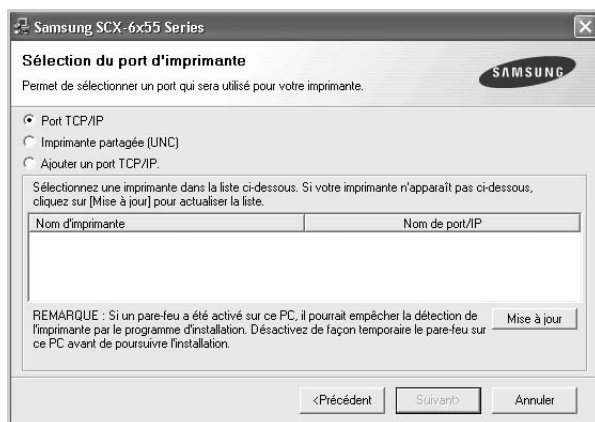 Samsung SCX-6x55 Series
Sélection du port d'imprimante
Permet de sélectionner un port qui sera utilisé pour votre imprimante.
SAMSUNG
Port TCP/IP
Imprimante partagée (UNC)
Ajouter un port TCP/IP.
Sélectionnez une imprimante dans la liste ci-dessous. Si votre imprimante n'apparaît pas ci-dessous,
cliquez sur [Mise à jour] pour actualiser la liste.
Nom d'imprimante
Nom de port/IP
REMARQUE : Si un pare-feu a été activé sur ce PC, il pourrait empêcher la détection de
l'imprimante par le programme d'installation. Désactivez de façon temporaire le pare-feu sur
ce PC avant de poursuivre l'installation.
Mise à jour
<Précédent
Suivant>
Annuler